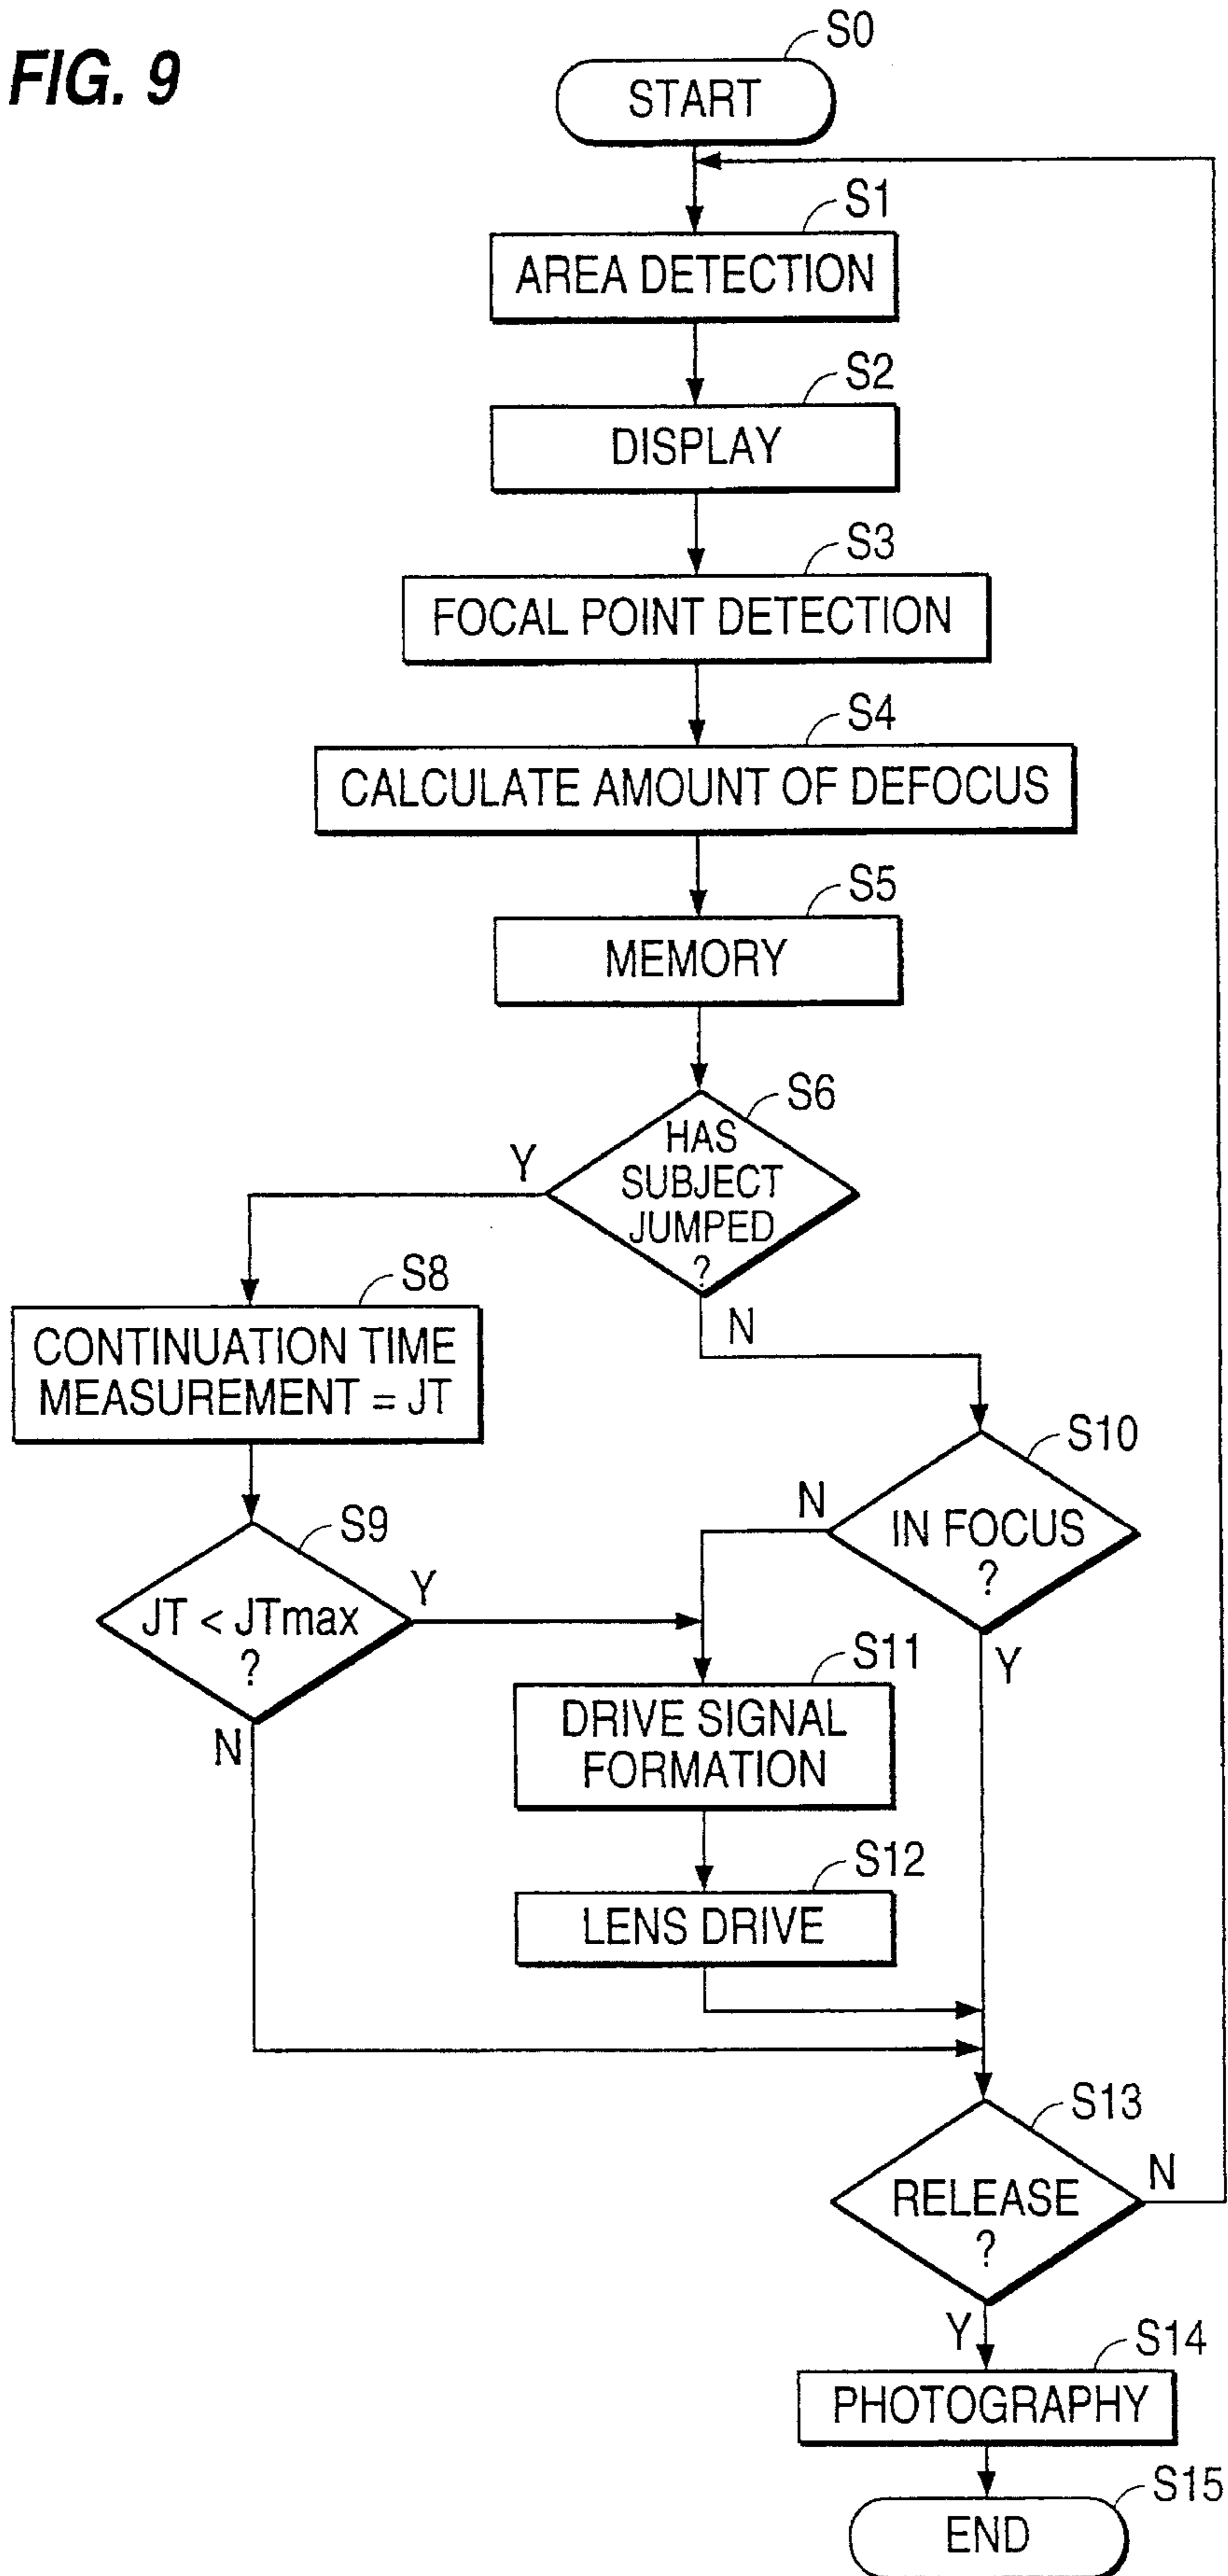 FIG. 9
S0
START
S1
AREA DETECTION
S2
DISPLAY
S3
FOCAL POINT DETECTION
S4
CALCULATE AMOUNT OF DEFOCUS
S5
MEMORY
S6
HAS
SUBJECT
JUMPED
?
Y
N
S8
CONTINUATION TIME
MEASUREMENT = JT
S10
IN FOCUS
?
N
Y
S9
JT < JTmax
?
Y
N
S11
DRIVE SIGNAL
FORMATION
S12
LENS DRIVE
S13
RELEASE
?
N
Y
S14
PHOTOGRAPHY
S15
END